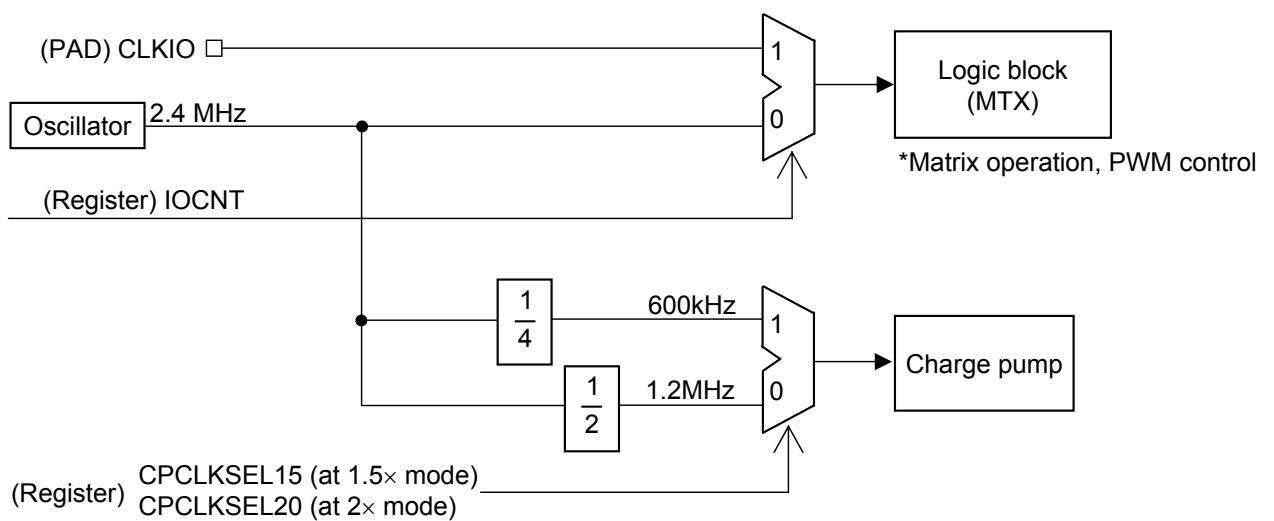 (PAD) CLKIO
1
Logic block
(MTX)
Oscillator
2.4 MHz
0
*Matrix operation, PWM control
(Register) IOCNT
1
4
600kHz
1
Charge pump
1
2
1.2MHz
0
(Register)
CPCLKSEL15 (at 1.5× mode)
CPCLKSEL20 (at 2× mode)